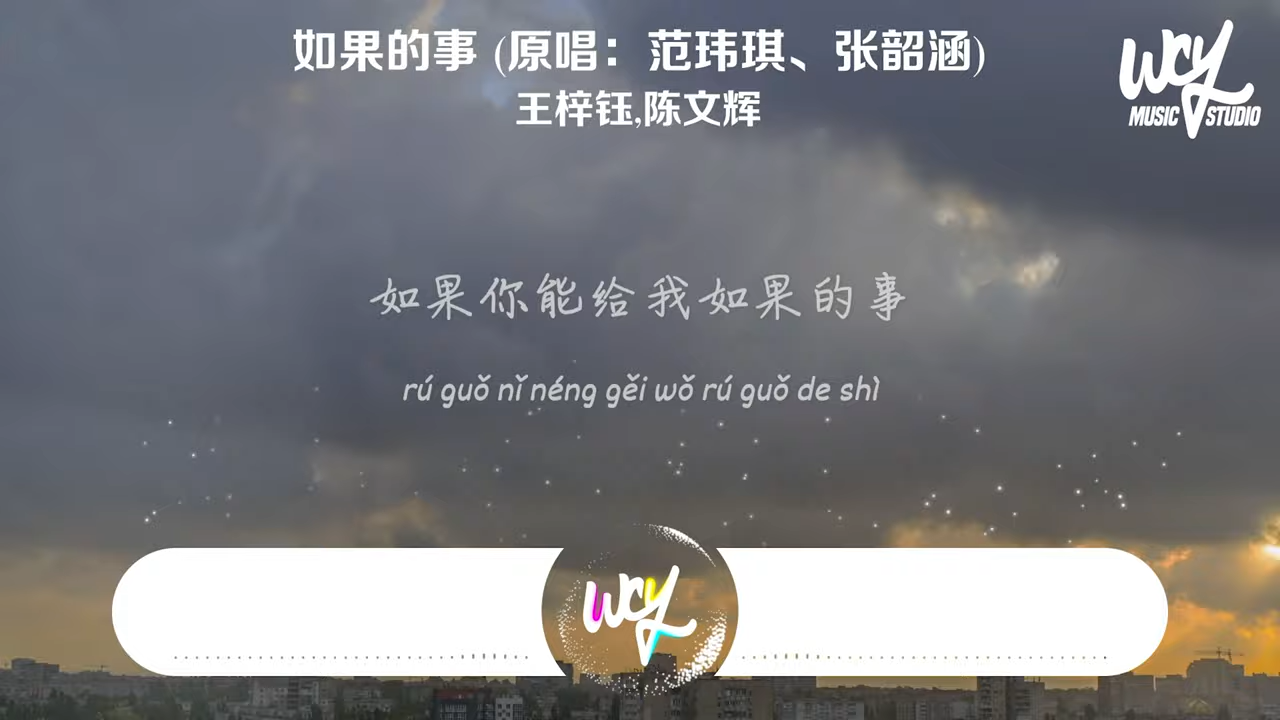 如果的事 (原唱：范玮琪、张韶涵)
王梓钰,陈文辉
wcy
MUSIC STUDIO
如果你能给我如果的事
rú guǒ nǐ néng gěi wǒ rú guǒ de shì
wcy